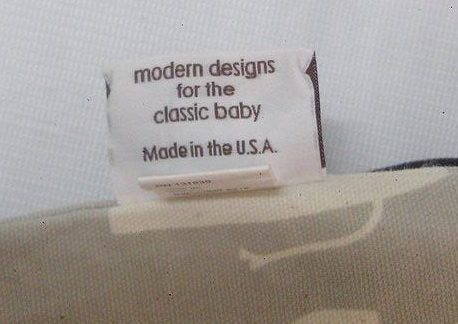 modern designs
for the
classic baby
Made in the U.S.A.